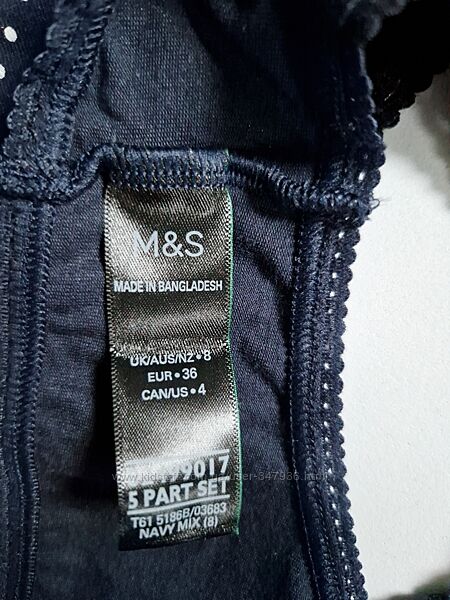 M&S
MADE IN BANGLADESH
UK/AUS/NZ • 8
EUR • 36
CAN/US • 4
99017
5 PART SET
T61 5186B/03683
NAVY MIX (8)